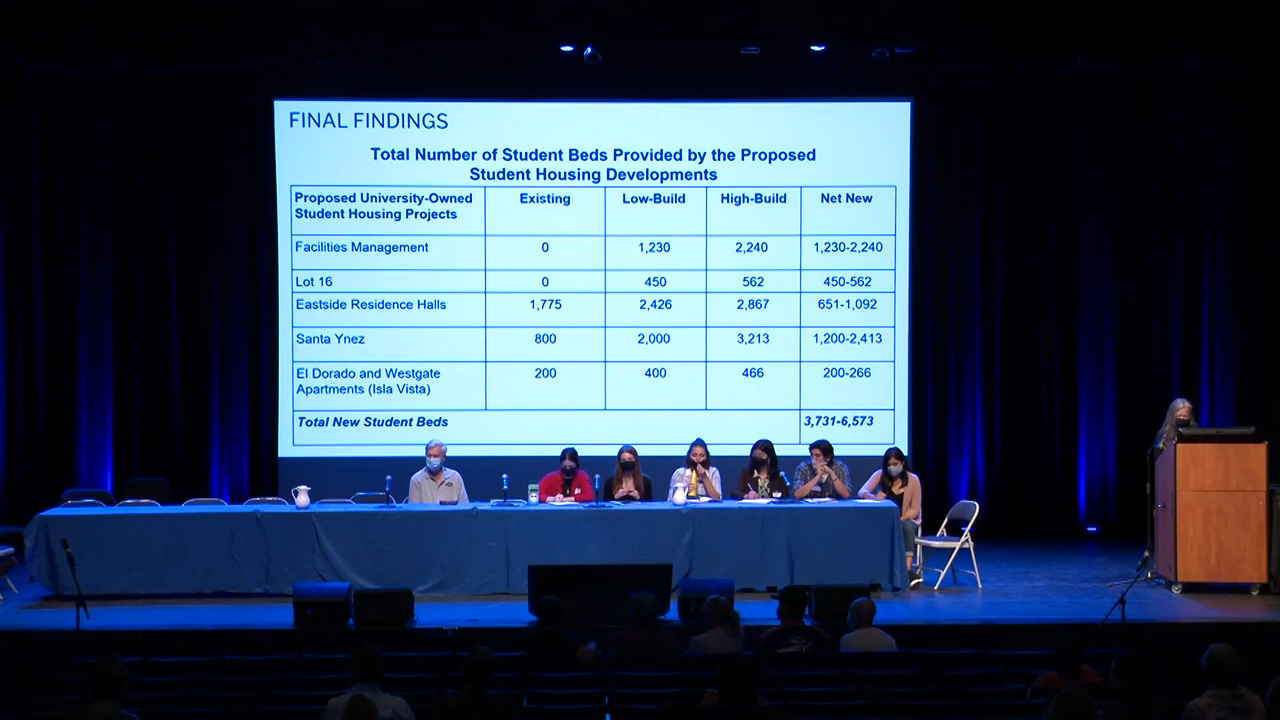 FINAL FINDINGS
Total Number of Student Beds Provided by the Proposed
Student Housing Developments
Proposed University-Owned Student Housing Projects Existing Low-Build High-Build Net New
Facilities Management 0 1,230 2,240 1,230-2,240
Lot 16 0 450 562 450-562
Eastside Residence Halls 1,775 2,426 2,867 651-1,092
Santa Ynez 800 2,000 3,213 1,200-2,413
El Dorado and Westgate Apartments (Isla Vista) 200 400 466 200-266
Total New Student Beds 3,731-6,573